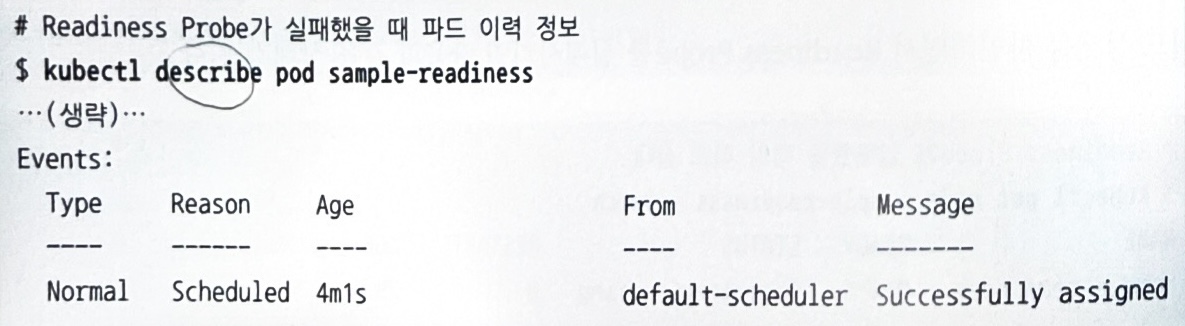 # Readiness Probe가 실패했을 때 파드 이력 정보
$ kubectl describe pod sample-readiness
…(생략)…
Events:
Type Reason Age From Message
---- ------ ---- ---- -------
Normal Scheduled 4m1s default-scheduler Successfully assigned